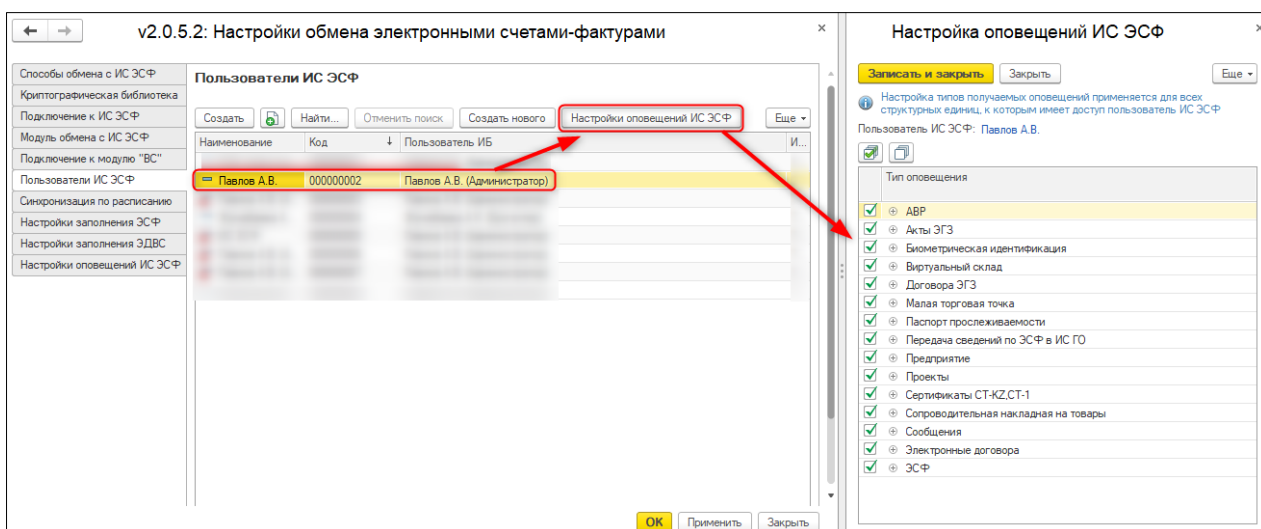 v2.0.5.2: Настройки обмена электронными счетами-фактурами
Способы обмена с ИС ЭСФ
Криптографическая библиотека
Подключение к ИС ЭСФ
Модуль обмена с ИС ЭСФ
Подключение к модулю "ВС"
Пользователи ИС ЭСФ
Синхронизация по расписанию
Настройки заполнения ЭСФ
Настройки заполнения ЭДВС
Настройки оповещений ИС ЭСФ
Пользователи ИС ЭСФ
Создать Найти... Отменить поиск Создать нового Настройки оповещений ИС ЭСФ Еще
Наименование Код Пользователь ИБ И...
Павлов А.В. 000000002 Павлов А.В. (Администратор)
ОК Применить Закрыть
Настройка оповещений ИС ЭСФ
Записать и закрыть Закрыть Еще
Настройка типов получаемых оповещений применяется для всех
структурных единиц, к которым имеет доступ пользователь ИС ЭСФ
Пользователь ИС ЭСФ: Павлов А.В.
Тип оповещения
АВР
Акты ЭГЗ
Биометрическая идентификация
Виртуальный склад
Договора ЭГЗ
Малая торговая точка
Паспорт прослеживаемости
Передача сведений по ЭСФ в ИС ГО
Предприятие
Проекты
Сертификаты СТ-KZ,СТ-1
Сопроводительная накладная на товары
Сообщения
Электронные договора
ЭСФ